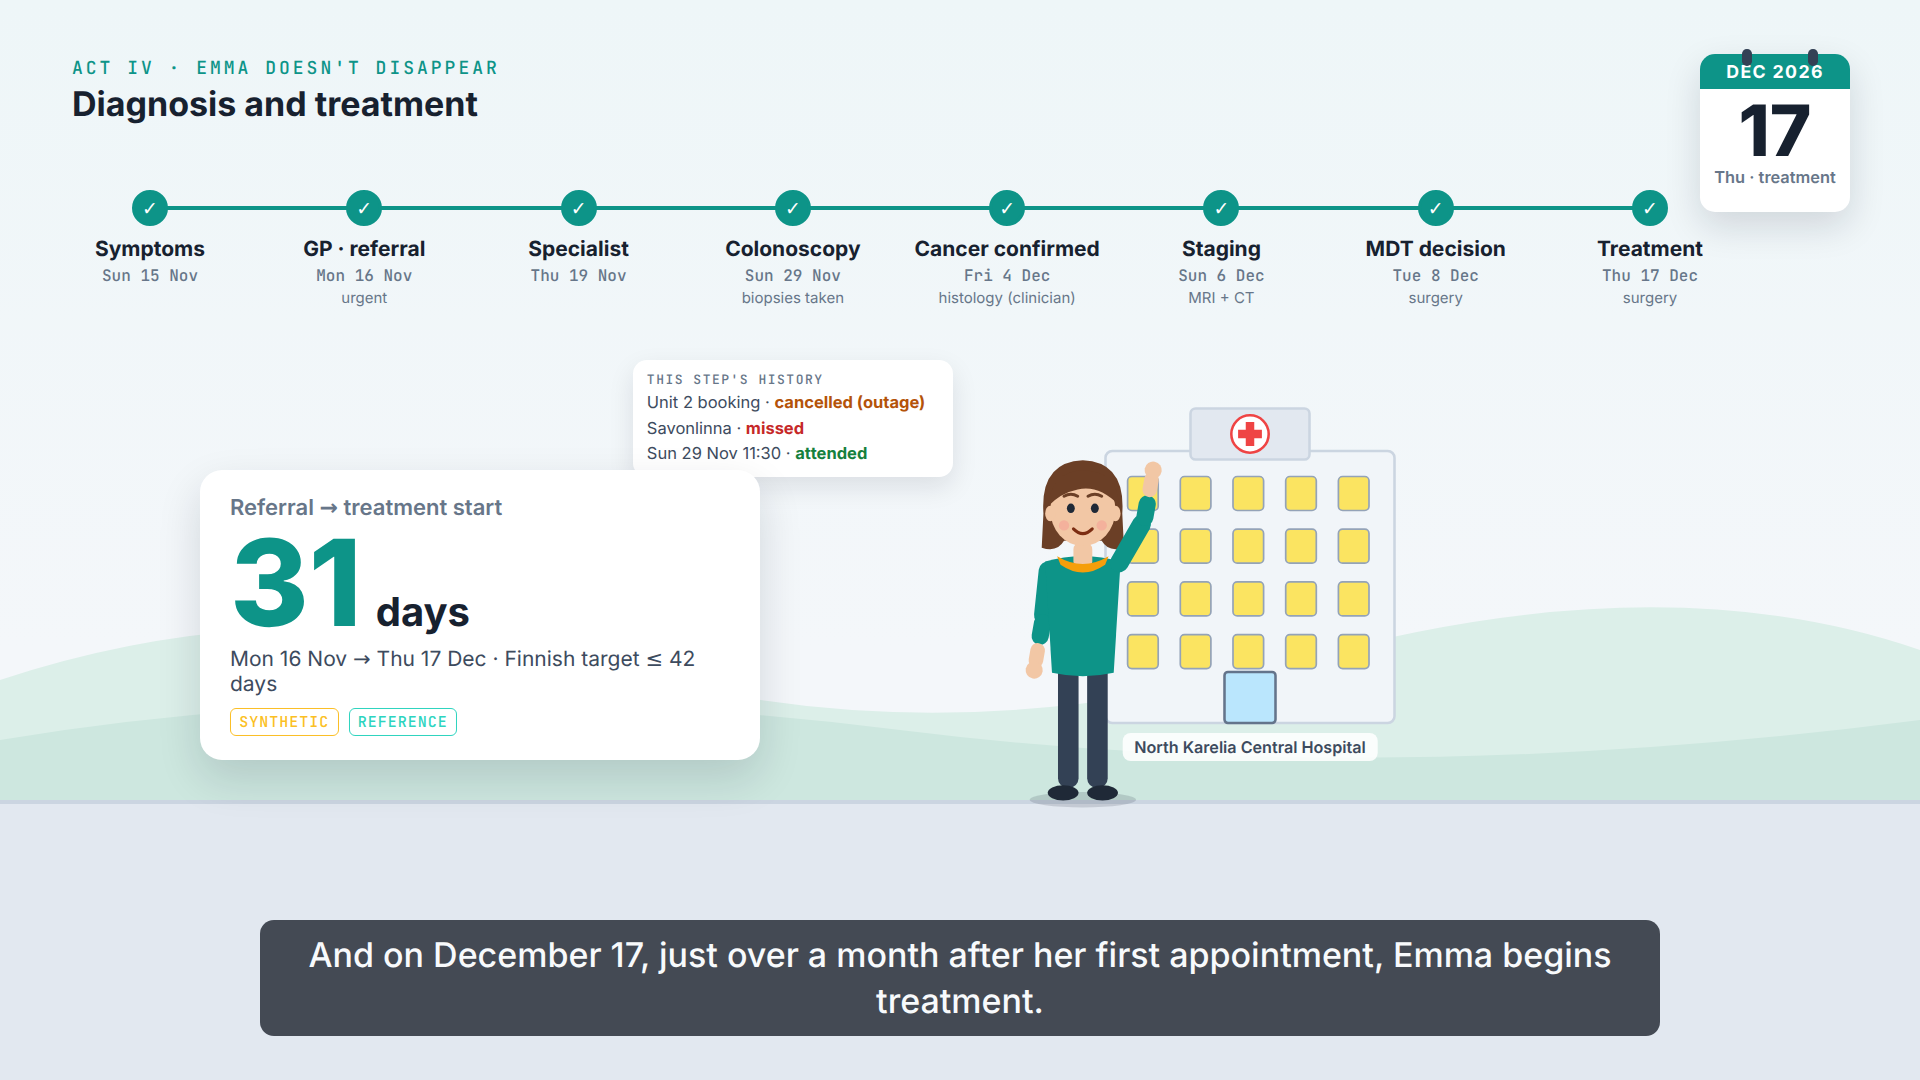 ACT IV · EMMA DOESN'T DISAPPEAR
Diagnosis and treatment
DEC 2026
17
Thu · treatment
✓ ✓ ✓ ✓ ✓ ✓ ✓ ✓
Symptoms
Sun 15 Nov
GP · referral
Mon 16 Nov
urgent
Specialist
Thu 19 Nov
Colonoscopy
Sun 29 Nov
biopsies taken
Cancer confirmed
Fri 4 Dec
histology (clinician)
Staging
Sun 6 Dec
MRI + CT
MDT decision
Tue 8 Dec
surgery
Treatment
Thu 17 Dec
surgery
THIS STEP'S HISTORY
Unit 2 booking · cancelled (outage)
Savonlinna · missed
Sun 29 Nov 11:30 · attended
Referral → treatment start
31 days
Mon 16 Nov → Thu 17 Dec · Finnish target ≤ 42
days
SYNTHETIC REFERENCE
North Karelia Central Hospital
And on December 17, just over a month after her first appointment, Emma begins
treatment.